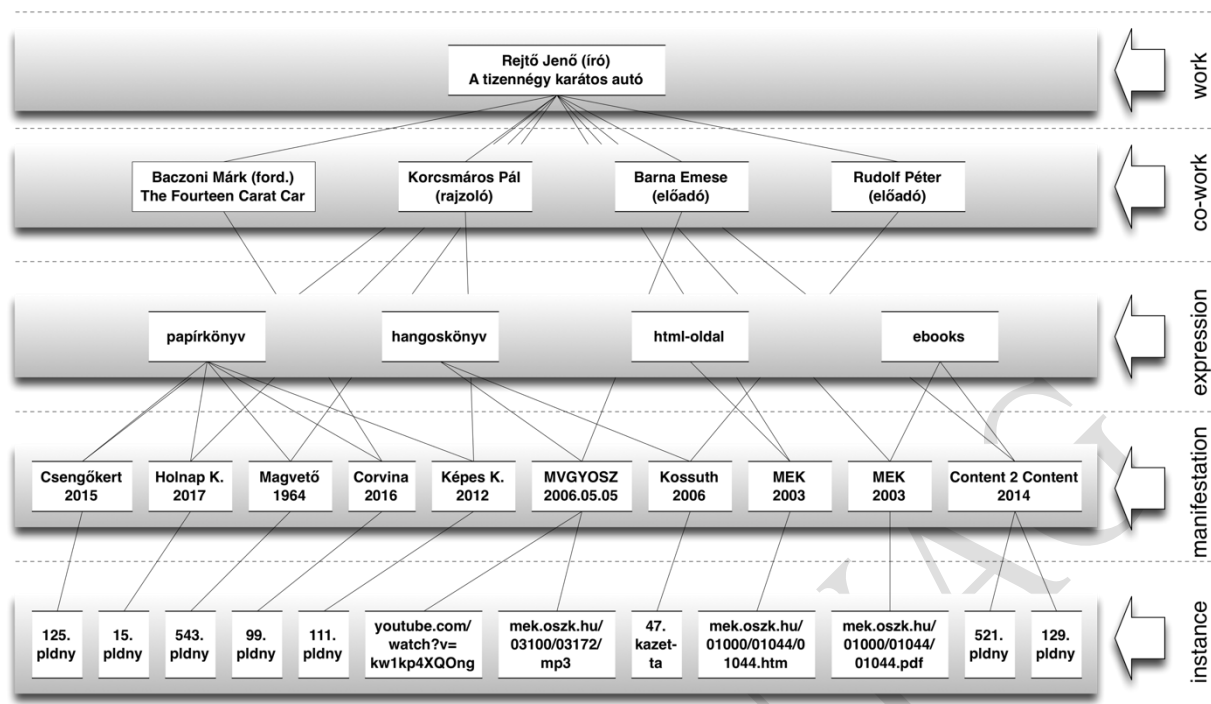 Rejtő Jenő (író)
A tizennégy karátos autó
work
Baczoni Márk (ford.)
The Fourteen Carat Car
Korcsmáros Pál
(rajzoló)
Barna Emese
(előadó)
Rudolf Péter
(előadó)
co-work
papírkönyv
hangoskönyv
html-oldal
ebooks
expression
Csengőkert
2015
Holnap K.
2017
Magvető
1964
Corvina
2016
Képes K.
2012
MVGYOSZ
2006.05.05
Kossuth
2006
MEK
2003
MEK
2003
Content 2 Content
2014
manifestation
125.
pldny
15.
pldny
543.
pldny
99.
pldny
111.
pldny
youtube.com/
watch?v=
kw1kp4XQOng
mek.oszk.hu/
03100/03172/
mp3
47.
kazet-
ta
mek.oszk.hu/
01000/01044/0
1044.htm
mek.oszk.hu/
01000/01044/
01044.pdf
521.
pldny
129.
pldny
instance